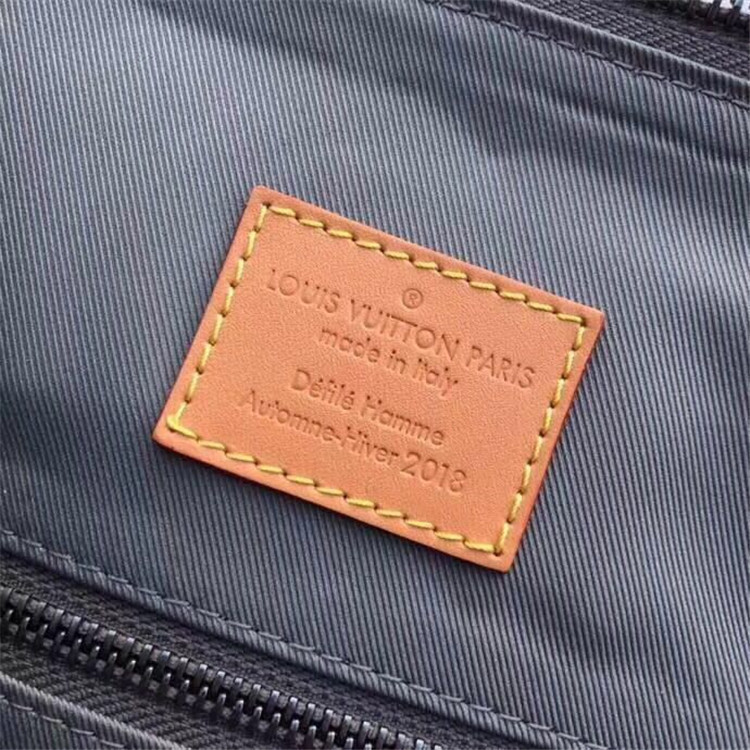 ®
LOUIS VUITTON PARIS
made in Italy
Défilé Hamme
Automne-Hiver 2018